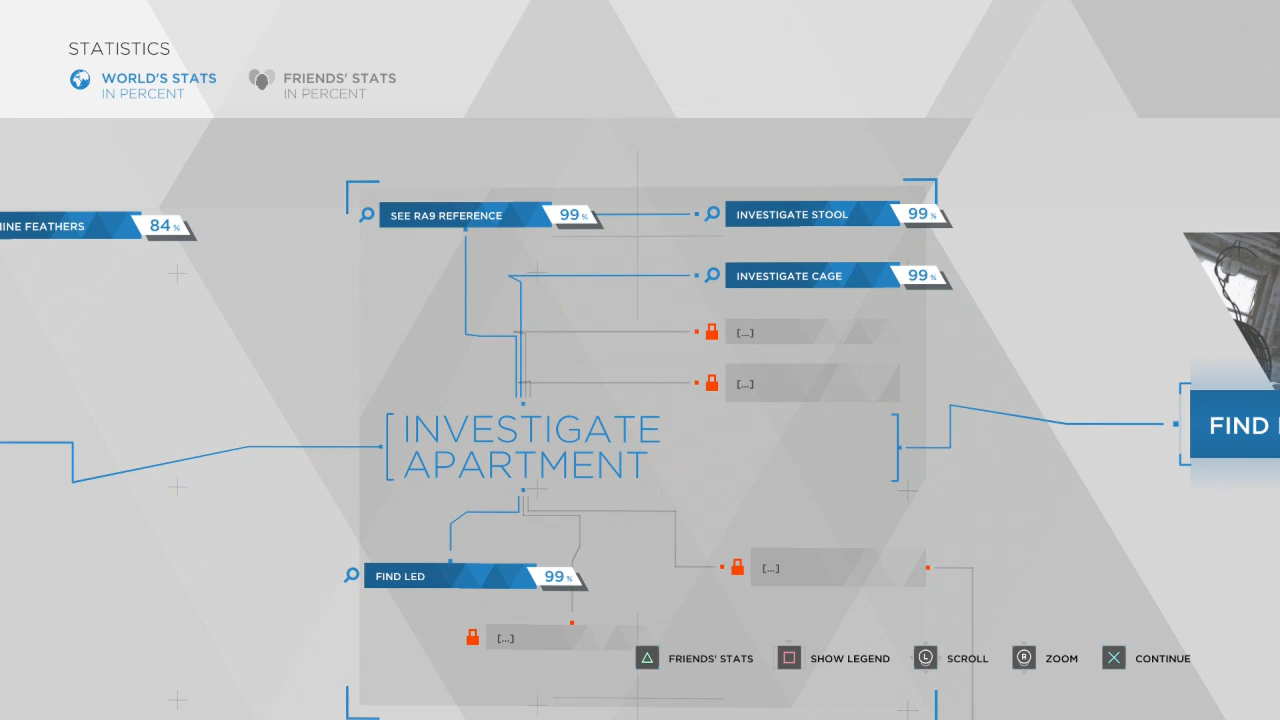 STATISTICS
WORLD'S STATS
IN PERCENT
FRIENDS' STATS
IN PERCENT
INE FEATHERS 84 %
SEE RA9 REFERENCE 99 %
INVESTIGATE STOOL 99 %
INVESTIGATE CAGE 99 %
[...]
[...]
INVESTIGATE
APARTMENT
FIND
FIND LED 99 %
[...]
[...]
FRIENDS' STATS
SHOW LEGEND
L SCROLL
R ZOOM
CONTINUE